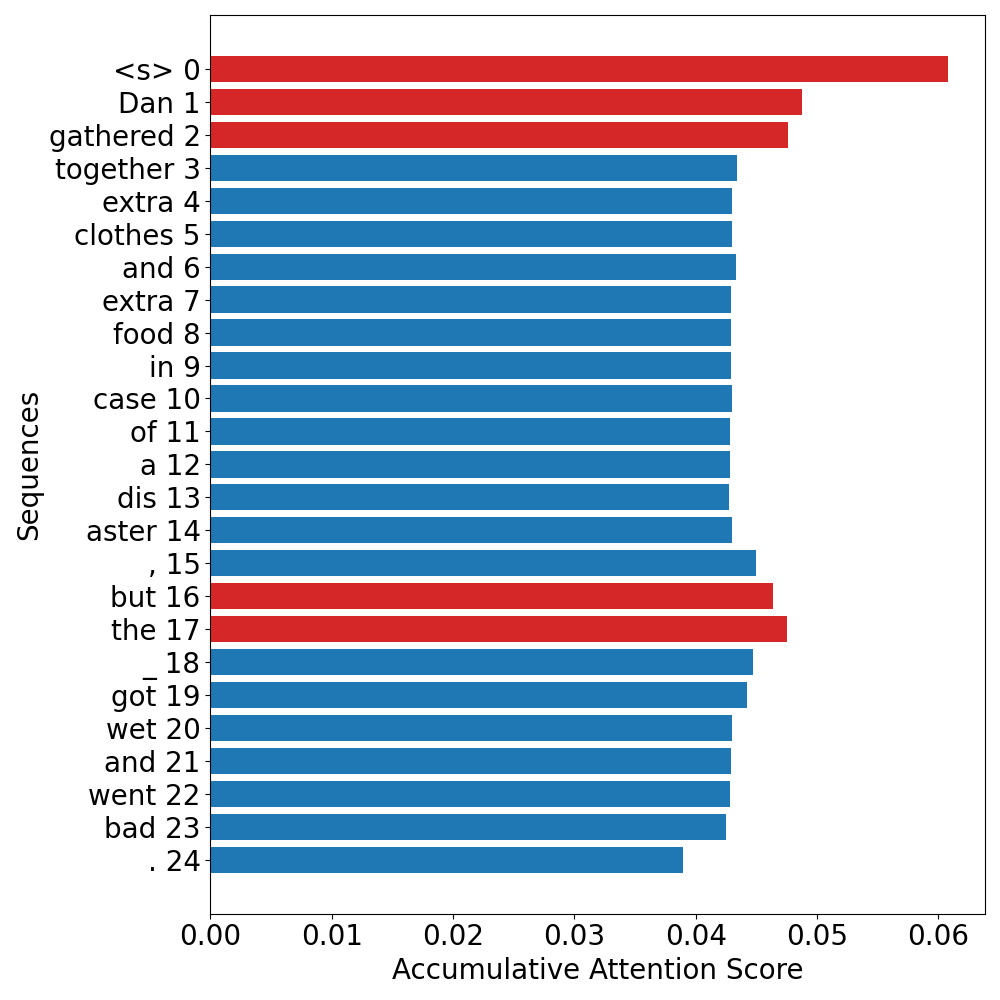 <s> 0
Dan 1
gathered 2
together 3
extra 4
clothes 5
and 6
extra 7
food 8
in 9
case 10
of 11
a 12
dis 13
aster 14
, 15
but 16
the 17
_ 18
got 19
wet 20
and 21
went 22
bad 23
. 24
Sequences
0.00 0.01 0.02 0.03 0.04 0.05 0.06
Accumulative Attention Score